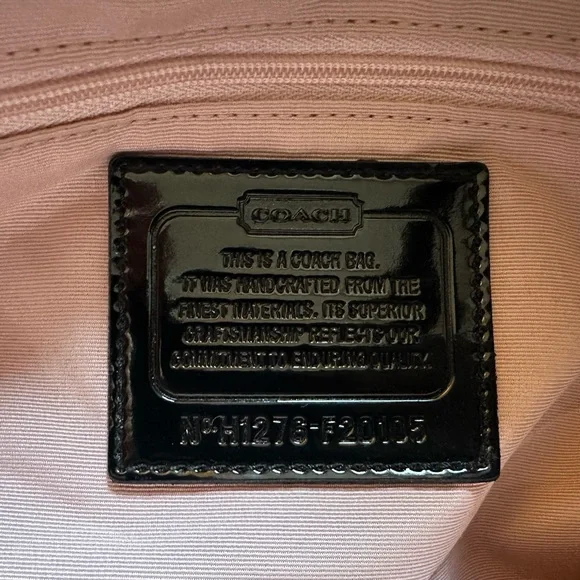 COACH
THIS IS A COACH BAG.
IT WAS HANDCRAFTED FROM THE
FINEST MATERIALS. ITS SUPERIOR
CRAFTSMANSHIP REFLECTS OUR
COMMITMENT TO ENDURING QUALITY.
Nº H1276-F20105